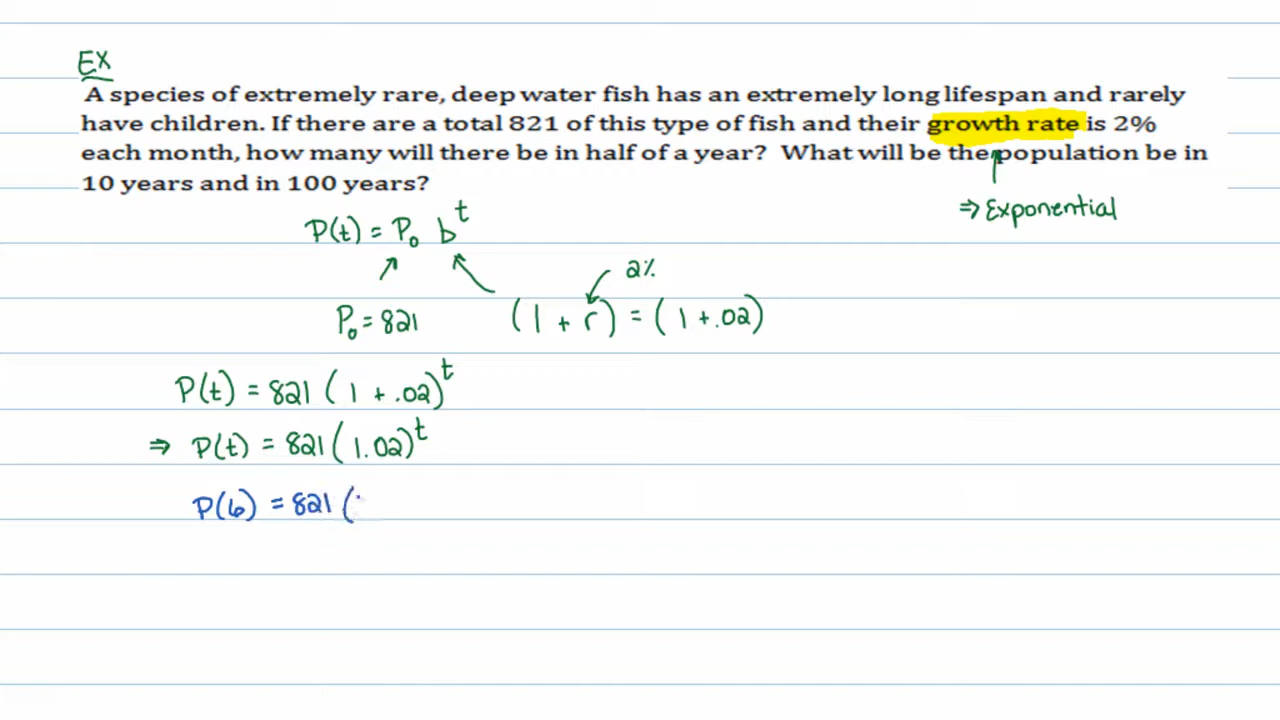 EX
A species of extremely rare, deep water fish has an extremely long lifespan and rarely
have children. If there are a total 821 of this type of fish and their growth rate is 2%
each month, how many will there be in half of a year? What will be the population be in
10 years and in 100 years?
⇒ Exponential
P(t) = P₀ bᵗ
2%
P₀ = 821
(1 + r) = (1 + .02)
P(t) = 821 (1 + .02)ᵗ
⇒ P(t) = 821 (1.02)ᵗ
P(6) = 821 (